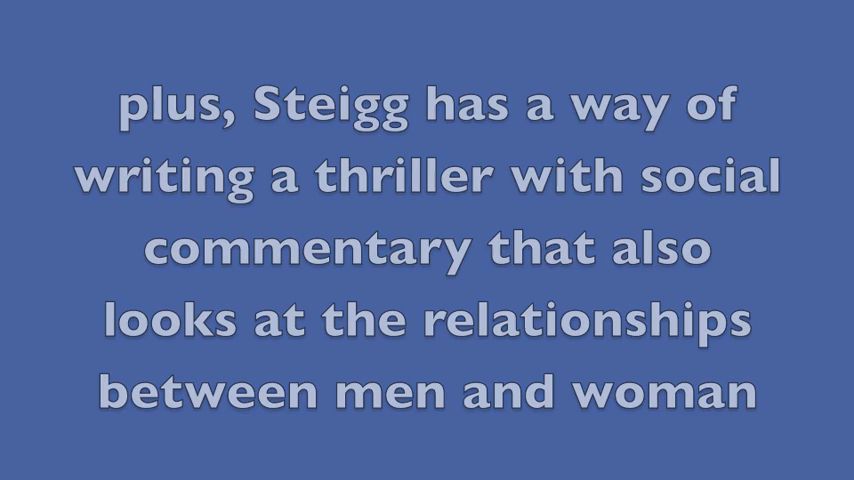 plus, Steigg has a way of
writing a thriller with social
commentary that also
looks at the relationships
between men and woman